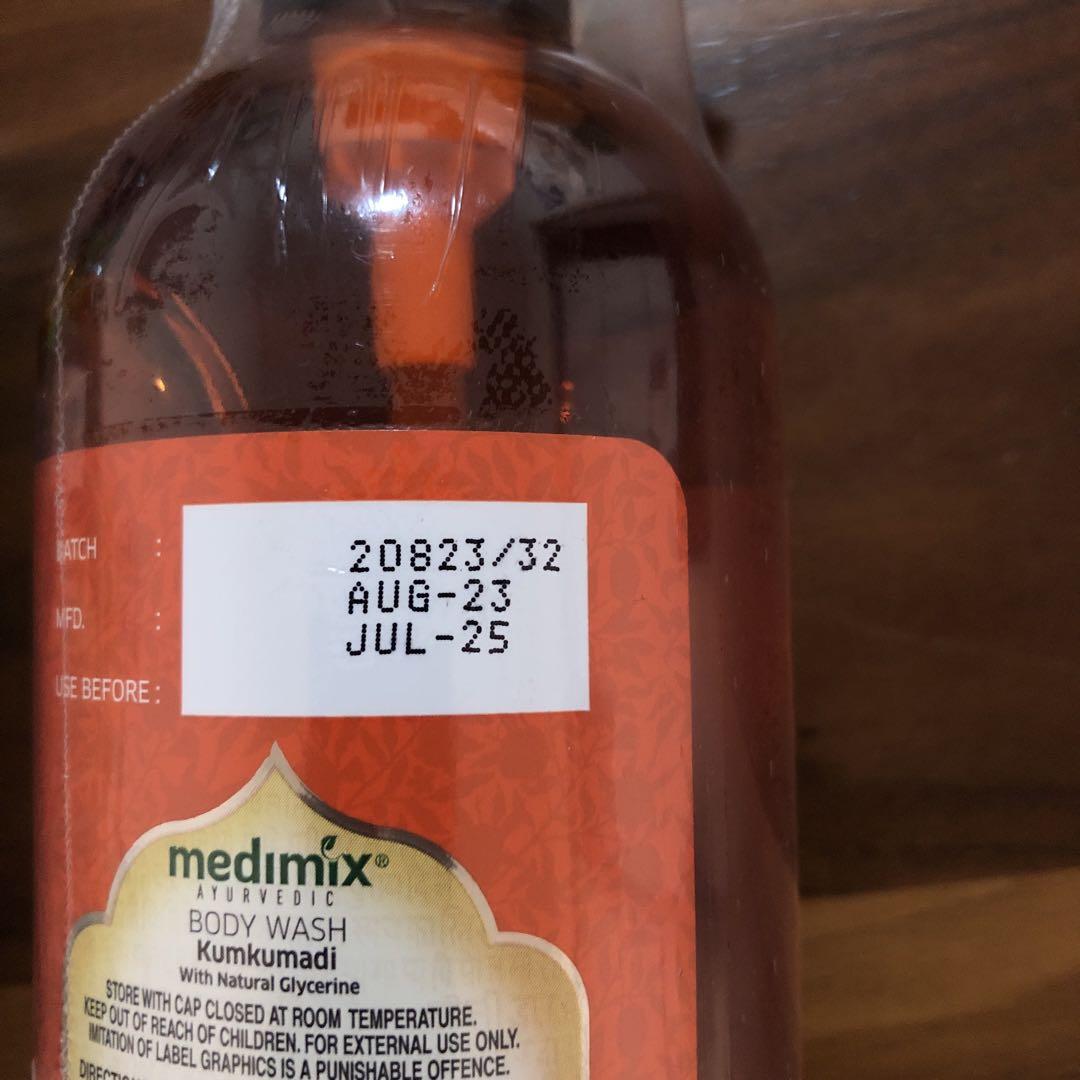 BATCH : 20823/32
MFD. : AUG-23
USE BEFORE : JUL-25
medimix®
AYURVEDIC
BODY WASH
Kumkumadi
With Natural Glycerine
STORE WITH CAP CLOSED AT ROOM TEMPERATURE.
KEEP OUT OF REACH OF CHILDREN. FOR EXTERNAL USE ONLY.
IMITATION OF LABEL GRAPHICS IS A PUNISHABLE OFFENCE.